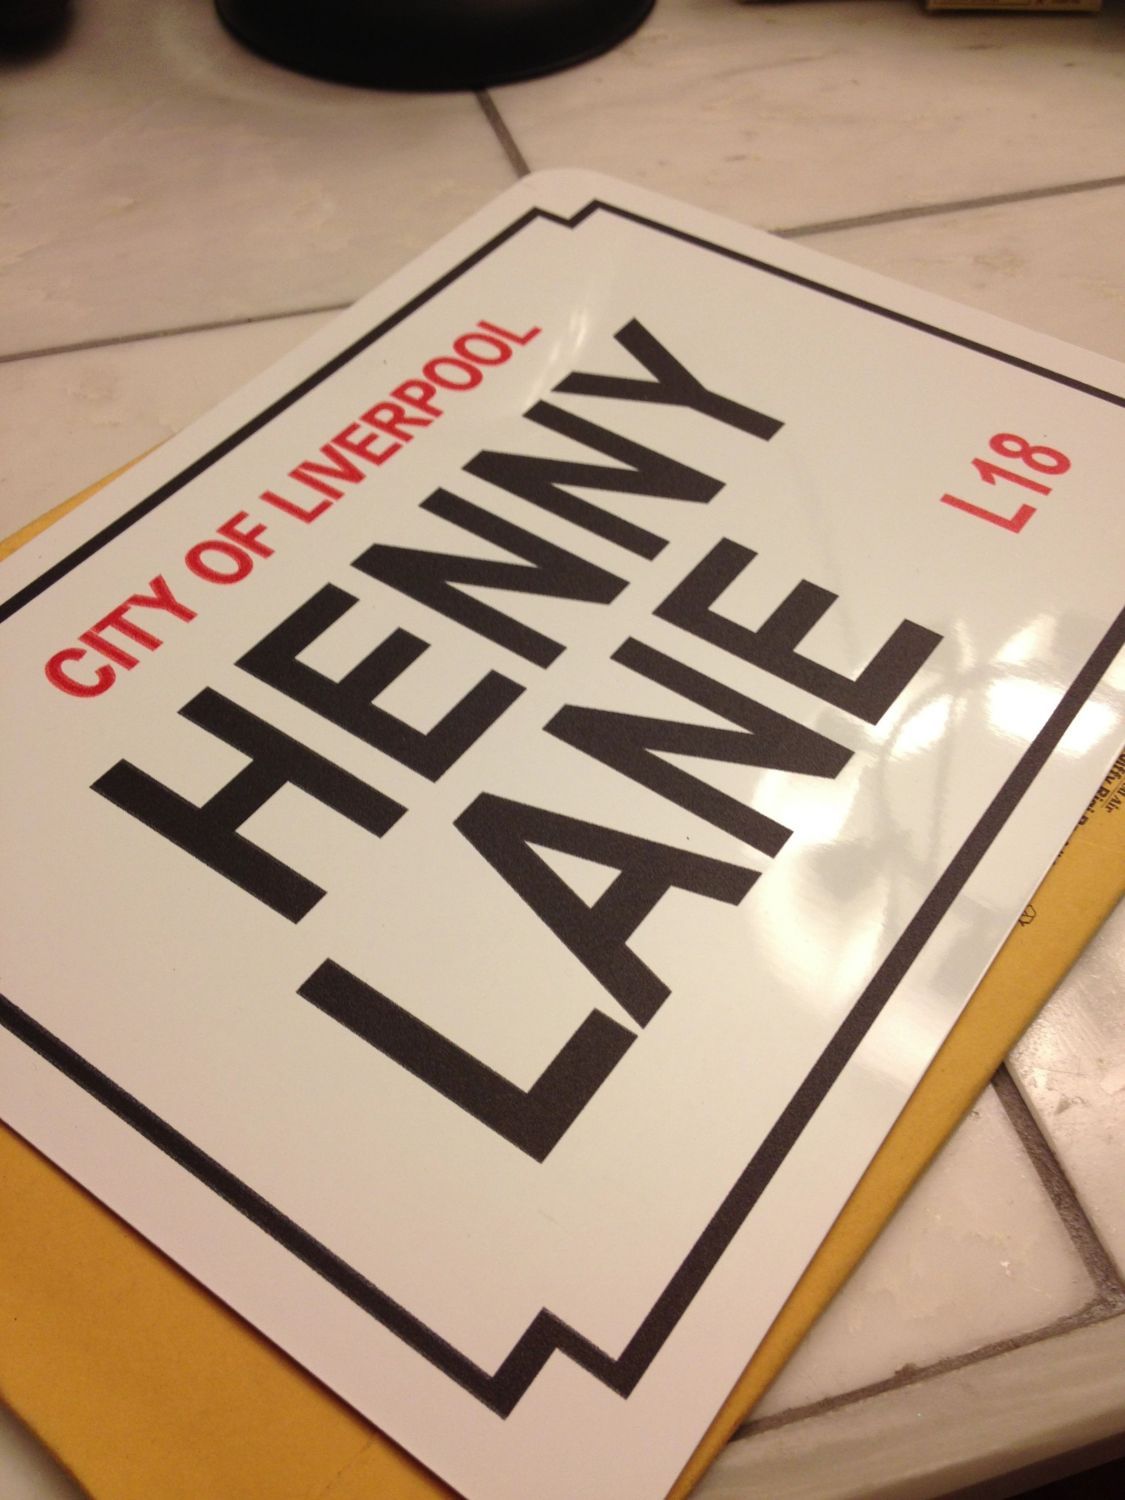 CITY OF LIVERPOOL
HENNY
LANE
L18